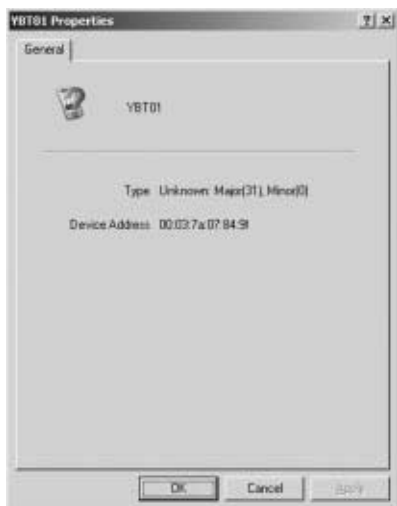 YBT01 Properties
General
YBT01
Type Unknown: Major(31), Minor(0)
Device Address 00:03:7a:07:84:9f
OK Cancel Apply